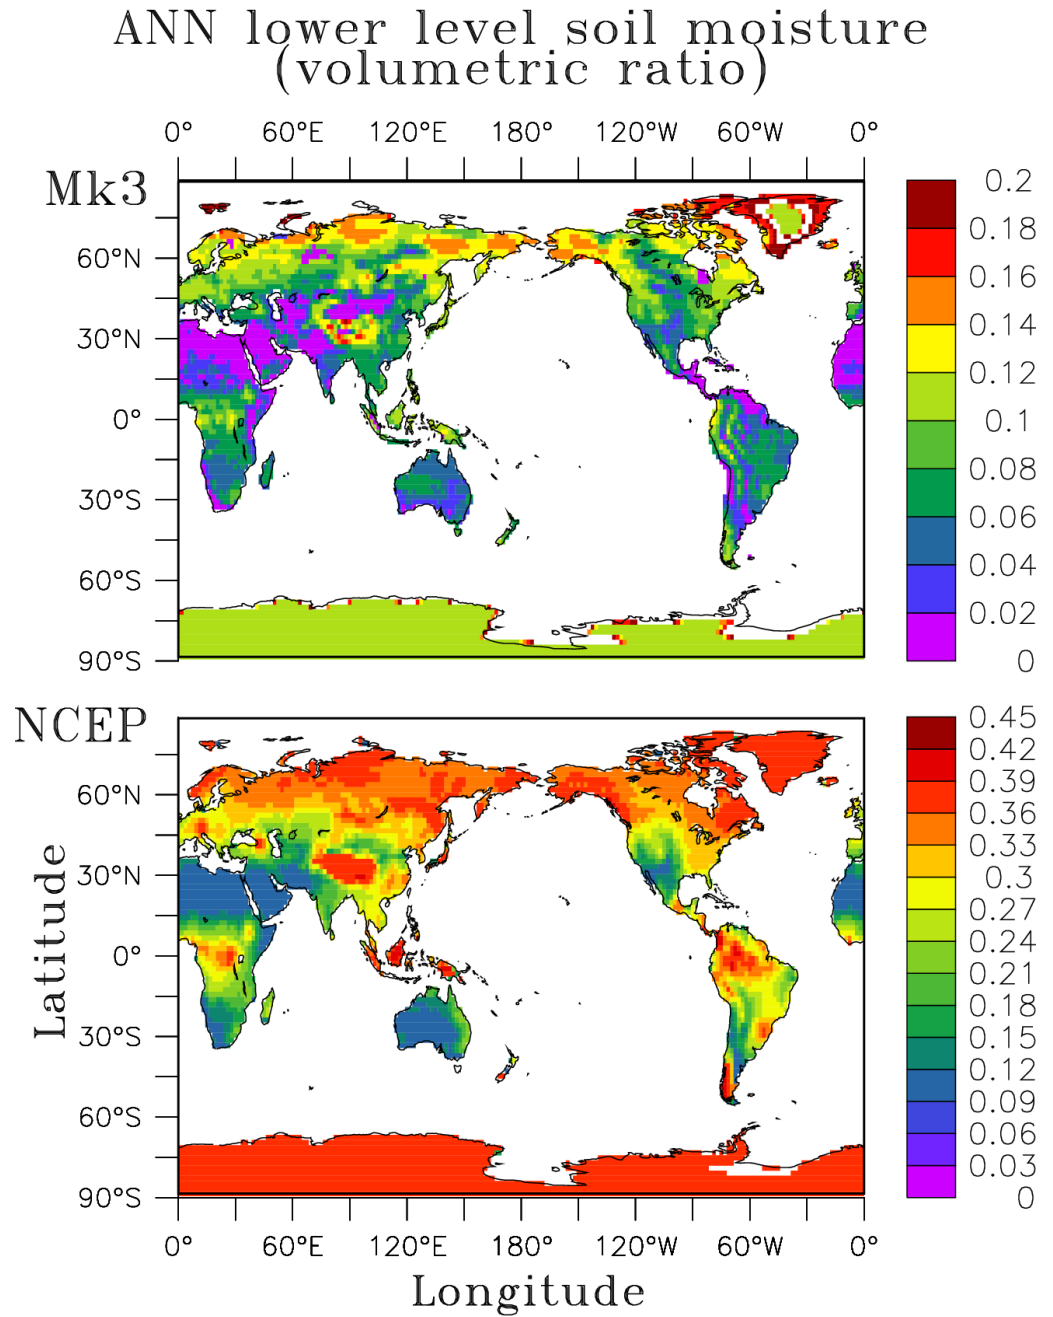 ANN lower level soil moisture
(volumetric ratio)
0° 60°E 120°E 180° 120°W 60°W 0°
Mk3
60°N
30°N
0°
30°S
60°S
90°S
0.2
0.18
0.16
0.14
0.12
0.1
0.08
0.06
0.04
0.02
0
NCEP
Latitude
60°N
30°N
0°
30°S
60°S
90°S
0.45
0.42
0.39
0.36
0.33
0.3
0.27
0.24
0.21
0.18
0.15
0.12
0.09
0.06
0.03
0
0° 60°E 120°E 180° 120°W 60°W 0°
Longitude